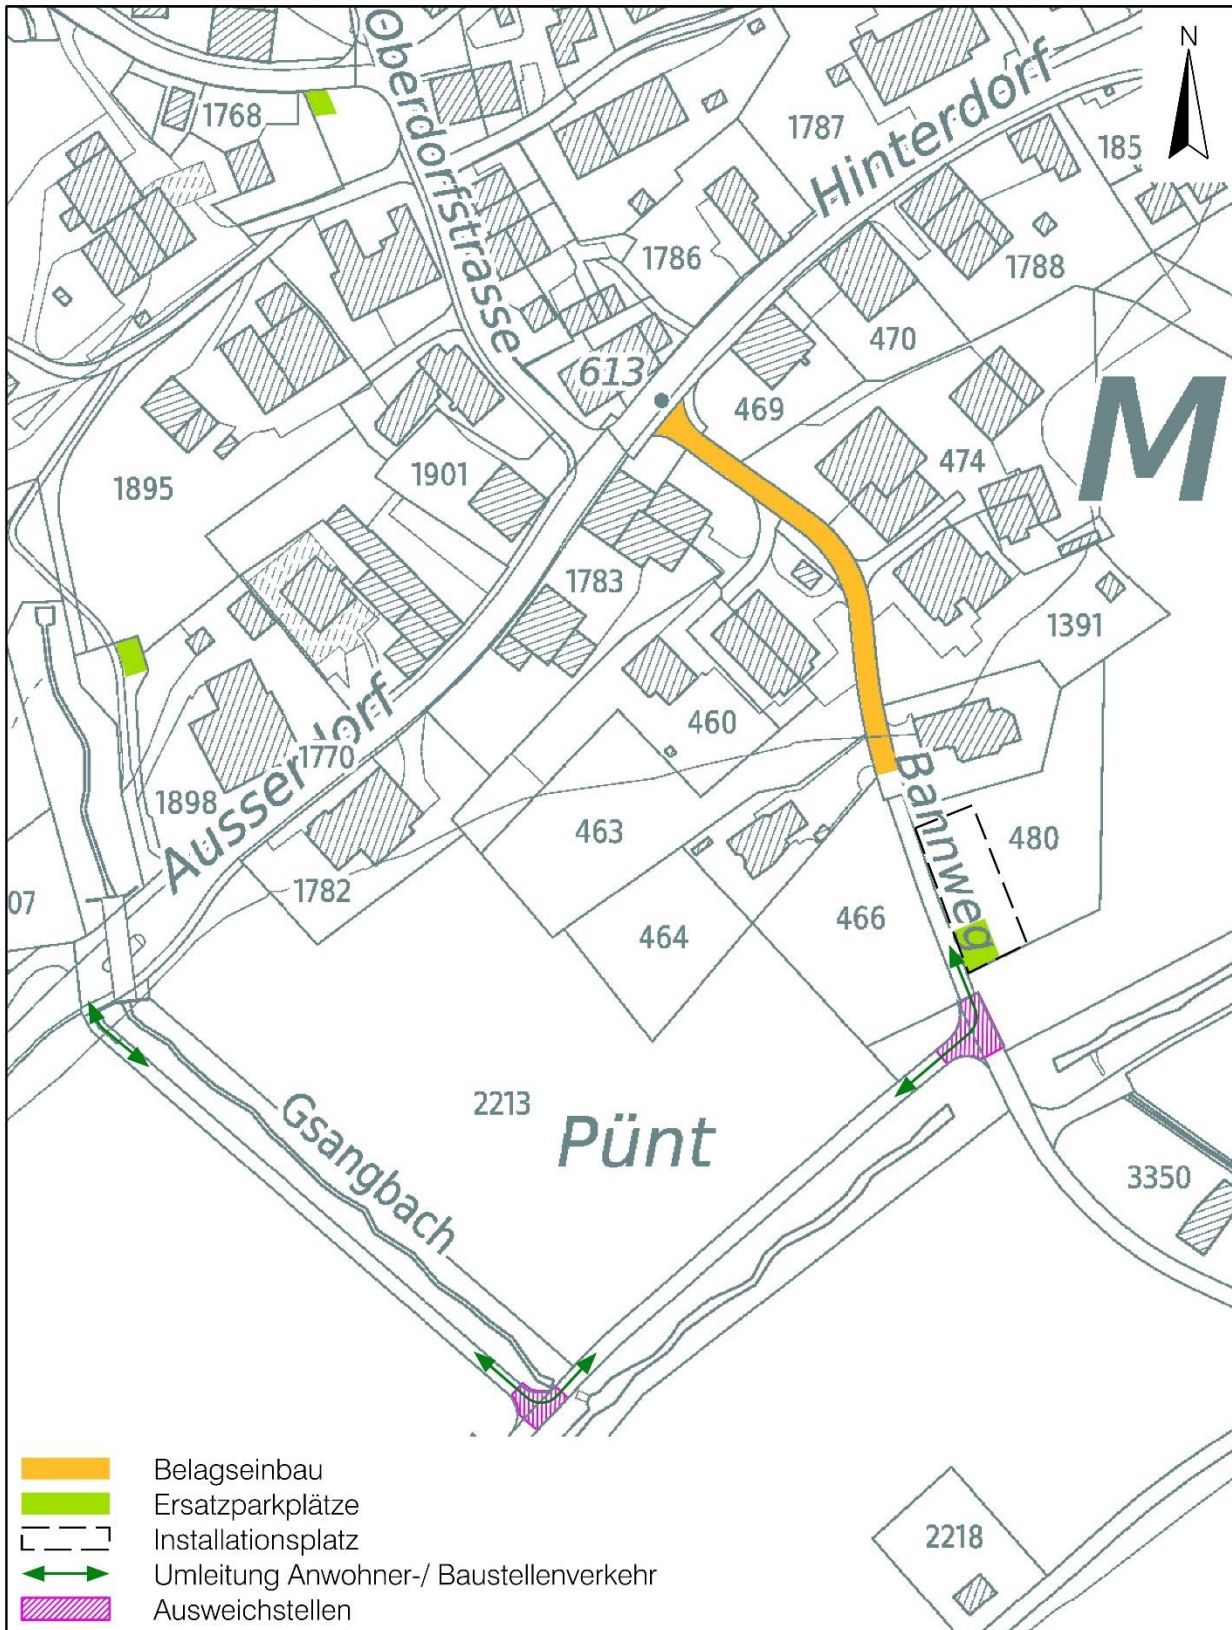 N
Oberdorfstrasse
1768
1787
Hinterdorf
185
1786
1788
470
613
469
M
1901
474
1895
1783
1391
460
Ausserdorf
1770
Bannweg
1898
463
480
1782
07
464
466
2213
Pünt
Gsangbach
3350
Belagseinbau
Ersatzparkplätze
Installationsplatz
2218
Umleitung Anwohner-/ Baustellenverkehr
Ausweichstellen